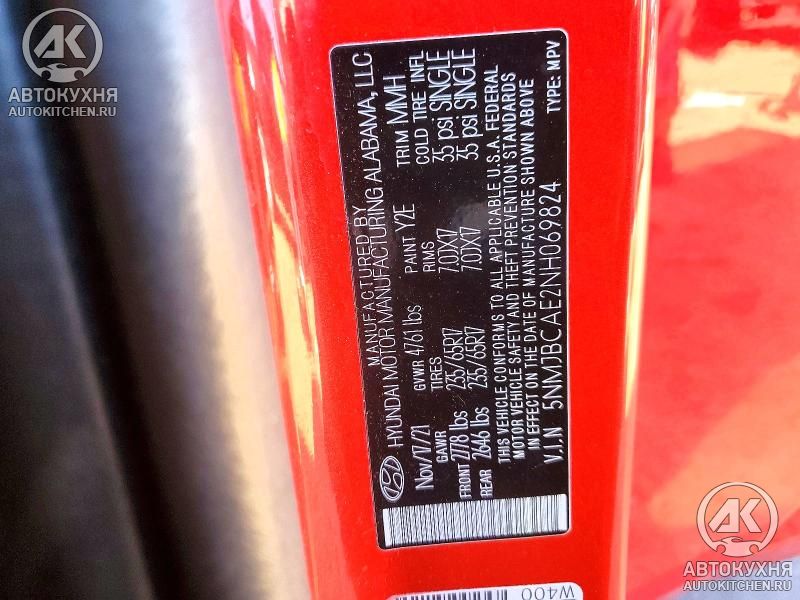 АВТОКУХНЯ
AUTOKITCHEN.RU
MANUFACTURED BY
HYUNDAI MOTOR MANUFACTURING ALABAMA, LLC
Nov/17/21 GVWR 4761 lbs PAINT Y2E TRIM MMH
GAWR TIRES RIMS COLD TIRE INFL
FRONT 2778 lbs 235/65R17 7.0JX17 35 psi SINGLE
REAR 2646 lbs 235/65R17 7.0JX17 35 psi SINGLE
THIS VEHICLE CONFORMS TO ALL APPLICABLE U.S.A. FEDERAL
MOTOR VEHICLE SAFETY AND THEFT PREVENTION STANDARDS
IN EFFECT ON THE DATE OF MANUFACTURE SHOWN ABOVE
V.I.N 5NMJBCAE2NH069824 TYPE: MPV
W400
АВТОКУХНЯ
AUTOKITCHEN.RU